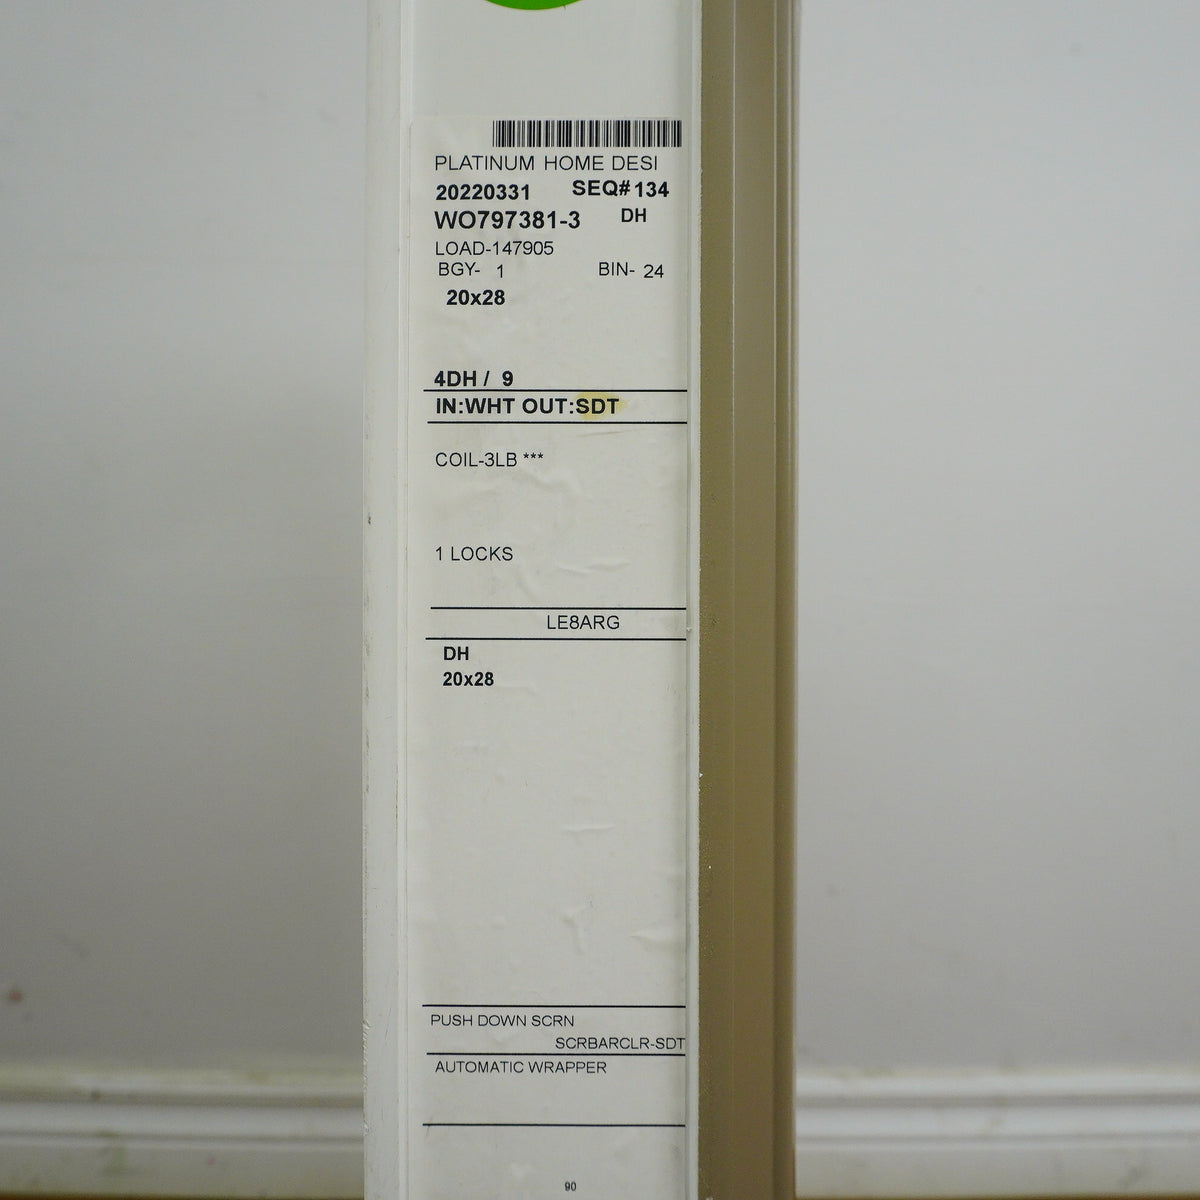 PLATINUM HOME DESI
20220331 SEQ# 134
WO797381-3 DH
LOAD-147905
BGY- 1 BIN- 24
20x28
4DH / 9
IN:WHT OUT:SDT
COIL-3LB ***
1 LOCKS
LE8ARG
DH
20x28
PUSH DOWN SCRN
SCRBARCLR-SDT
AUTOMATIC WRAPPER
90